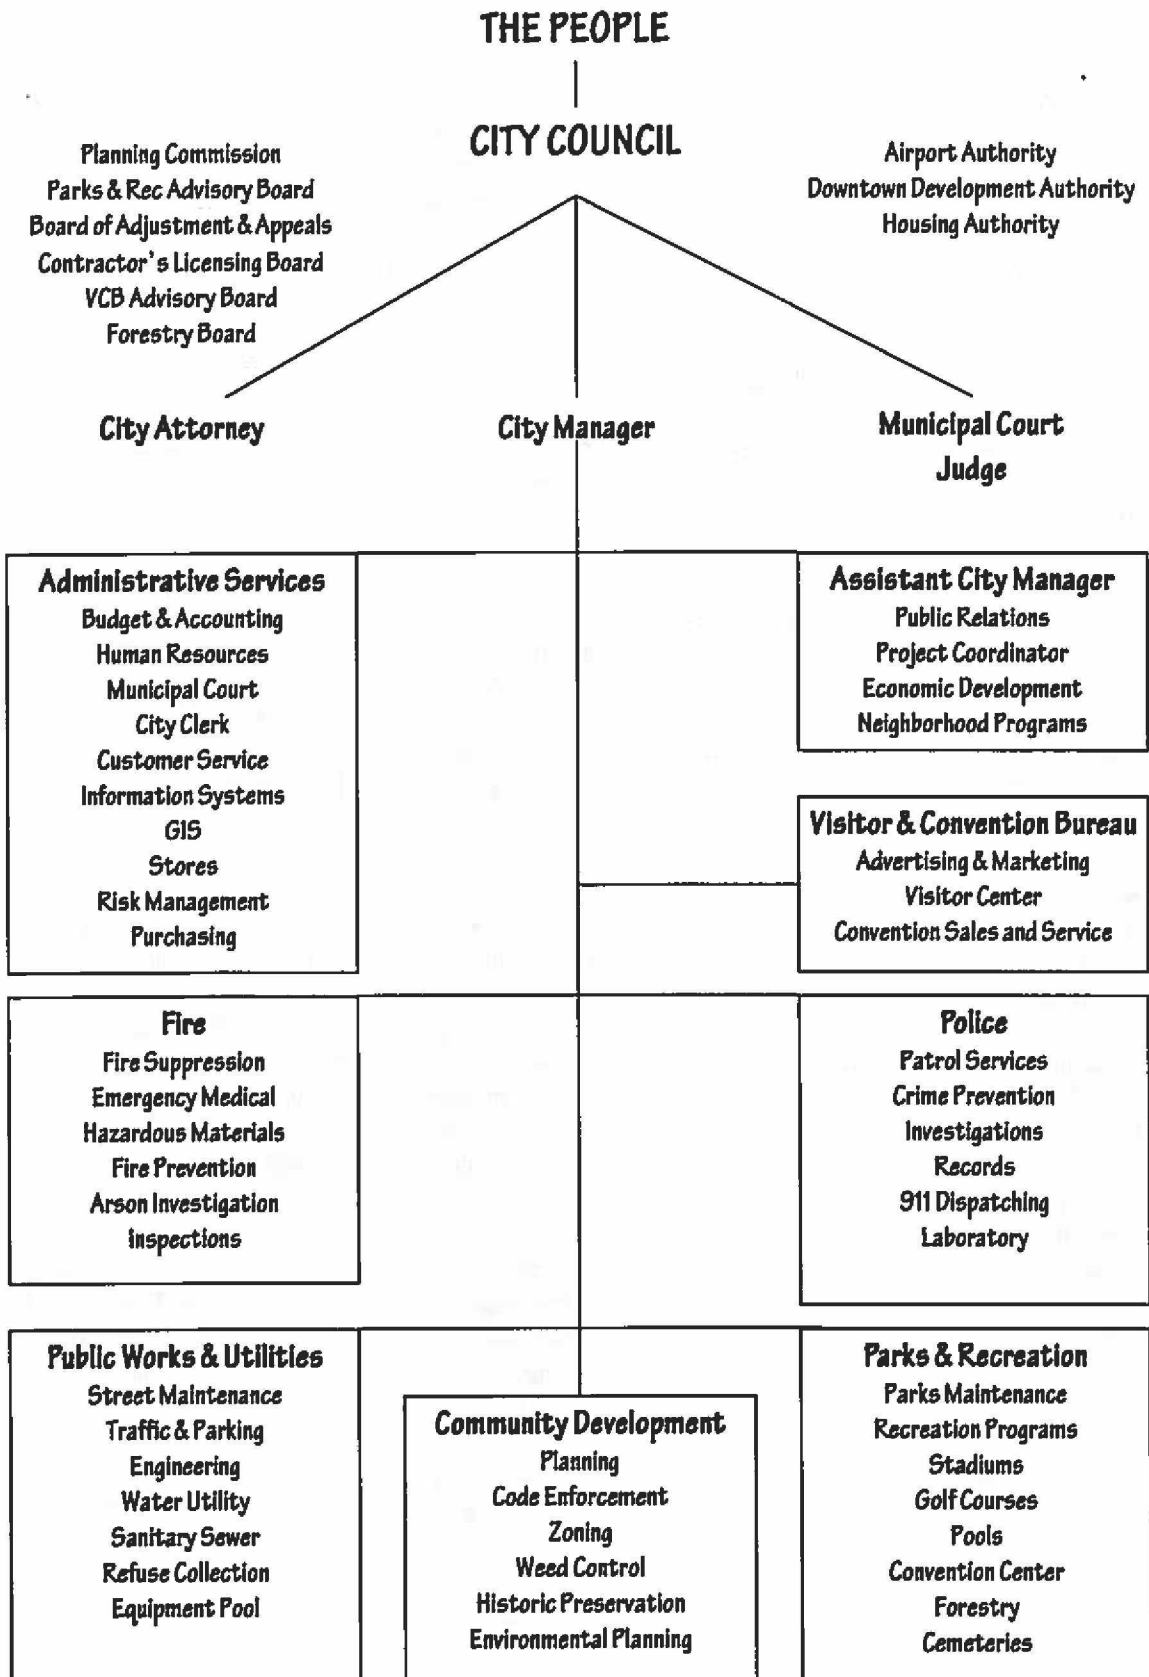 THE PEOPLE
CITY COUNCIL
Planning Commission
Parks & Rec Advisory Board
Board of Adjustment & Appeals
Contractor's Licensing Board
VCB Advisory Board
Forestry Board
Airport Authority
Downtown Development Authority
Housing Authority
City Attorney
City Manager
Municipal Court
Judge
Administrative Services
Budget & Accounting
Human Resources
Municipal Court
City Clerk
Customer Service
Information Systems
GIS
Stores
Risk Management
Purchasing
Assistant City Manager
Public Relations
Project Coordinator
Economic Development
Neighborhood Programs
Visitor & Convention Bureau
Advertising & Marketing
Visitor Center
Convention Sales and Service
Fire
Fire Suppression
Emergency Medical
Hazardous Materials
Fire Prevention
Arson Investigation
Inspections
Police
Patrol Services
Crime Prevention
Investigations
Records
911 Dispatching
Laboratory
Public Works & Utilities
Street Maintenance
Traffic & Parking
Engineering
Water Utility
Sanitary Sewer
Refuse Collection
Equipment Pool
Community Development
Planning
Code Enforcement
Zoning
Weed Control
Historic Preservation
Environmental Planning
Parks & Recreation
Parks Maintenance
Recreation Programs
Stadiums
Golf Courses
Pools
Convention Center
Forestry
Cemeteries